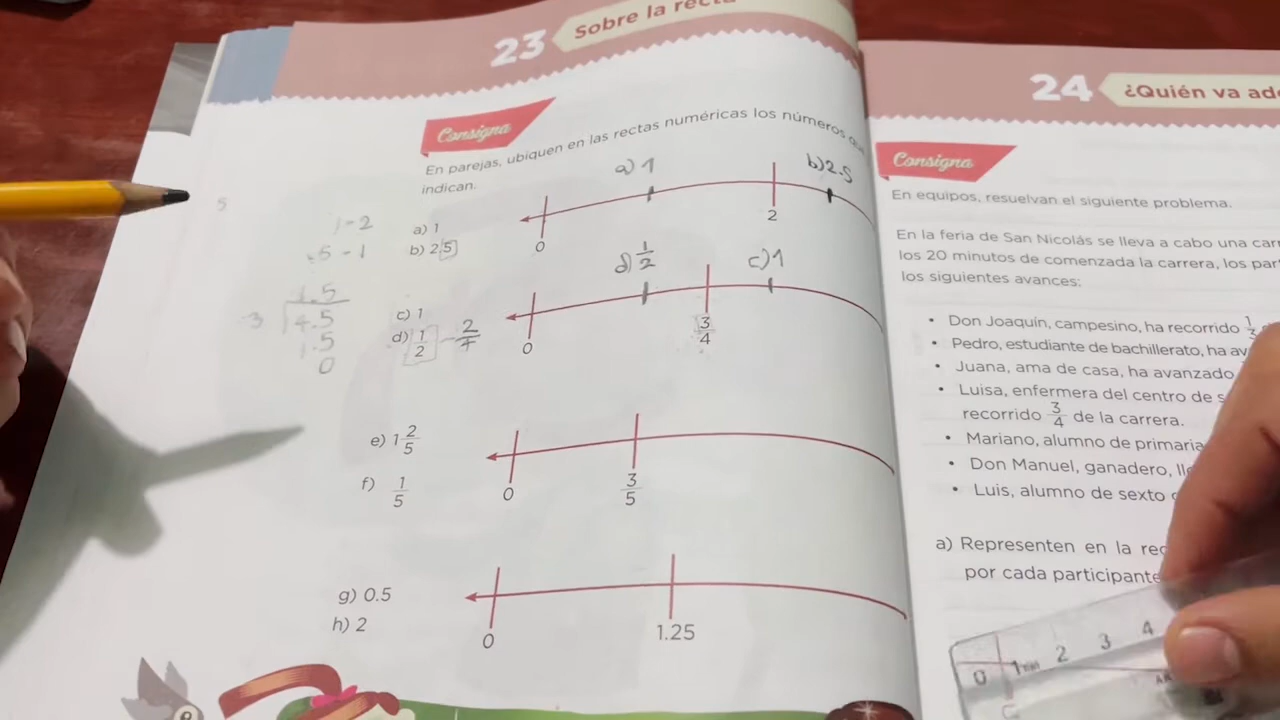 23 Sobre la recta
Consigna
En parejas, ubiquen en las rectas numéricas los números que
indican.
a) 1
b) 2.5
a) 1
b) 2.5
0
2
5
1-2
.5-1
1.5
3 4.5
1.5
0
c) 1
d) 1/2 - 2/4
d) 1/2
c) 1
0
3/4
e) 1 2/5
f) 1/5
0
3/5
g) 0.5
h) 2
0
1.25
24 ¿Quién va ade
Consigna
En equipos, resuelvan el siguiente problema.
En la feria de San Nicolás se lleva a cabo una car
los 20 minutos de comenzada la carrera, los par
los siguientes avances:
• Don Joaquín, campesino, ha recorrido 1/3
• Pedro, estudiante de bachillerato, ha av
• Juana, ama de casa, ha avanzado
• Luisa, enfermera del centro de s
recorrido 3/4 de la carrera.
• Mariano, alumno de primaria
• Don Manuel, ganadero, lle
• Luis, alumno de sexto
a) Representen en la rec
por cada participante
0 1mm 2 3 4